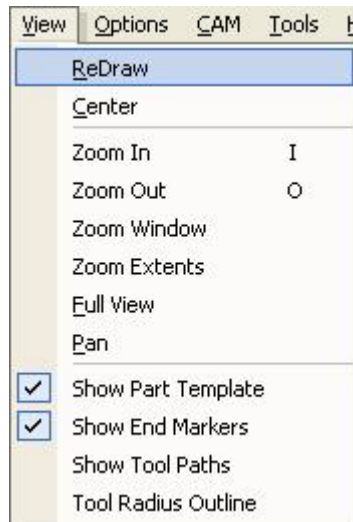 View Options CAM Tools
ReDraw
Center
Zoom In I
Zoom Out O
Zoom Window
Zoom Extents
Full View
Pan
Show Part Template
Show End Markers
Show Tool Paths
Tool Radius Outline